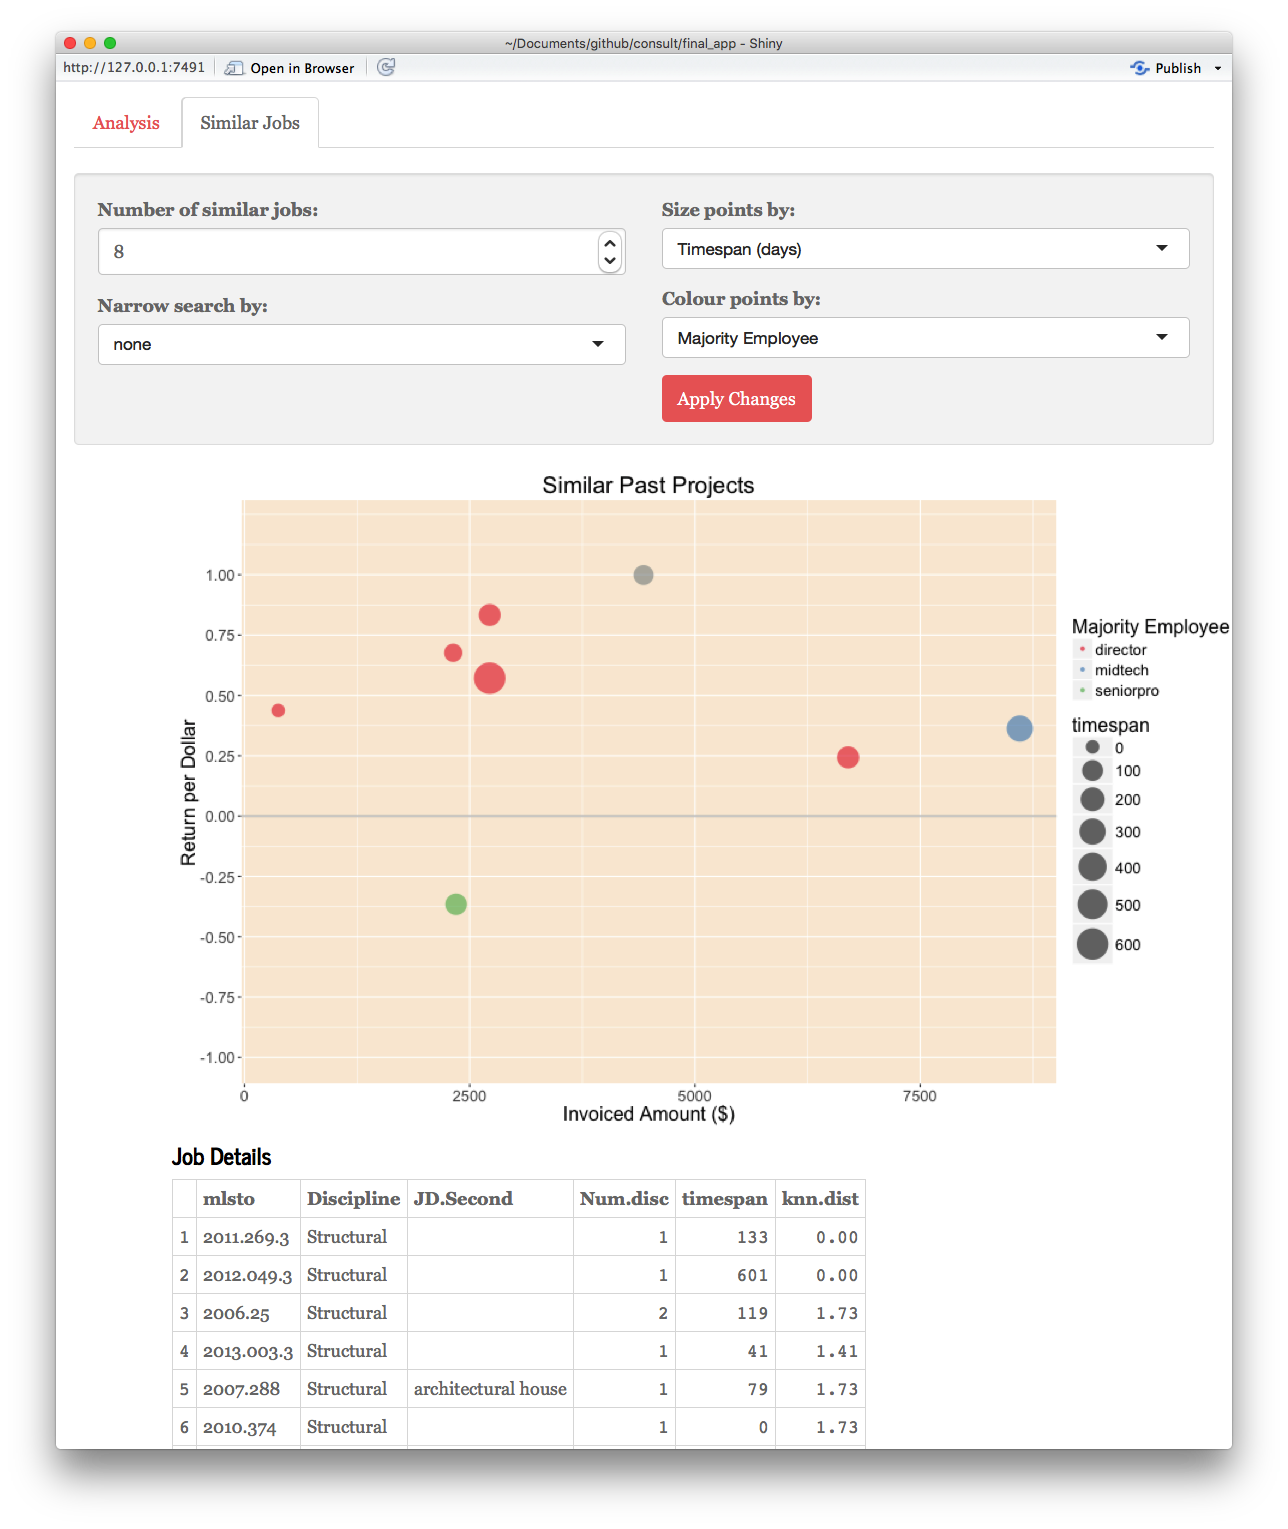 ~/Documents/github/consult/final_app - Shiny
http://127.0.0.1:7491 Open in Browser Publish
Analysis Similar Jobs
Number of similar jobs: Size points by:
8 Timespan (days)
Narrow search by: Colour points by:
none Majority Employee
Apply Changes
Similar Past Projects
1.00
0.75
0.50
0.25
0.00
-0.25
-0.50
-0.75
-1.00
Return per Dollar
0 2500 5000 7500
Invoiced Amount ($)
Majority Employee
director
midtech
seniorpro
timespan
0
100
200
300
400
500
600
Job Details
mlsto Discipline JD.Second Num.disc timespan knn.dist
1 2011.269.3 Structural 1 133 0.00
2 2012.049.3 Structural 1 601 0.00
3 2006.25 Structural 2 119 1.73
4 2013.003.3 Structural 1 41 1.41
5 2007.288 Structural architectural house 1 79 1.73
6 2010.374 Structural 1 0 1.73